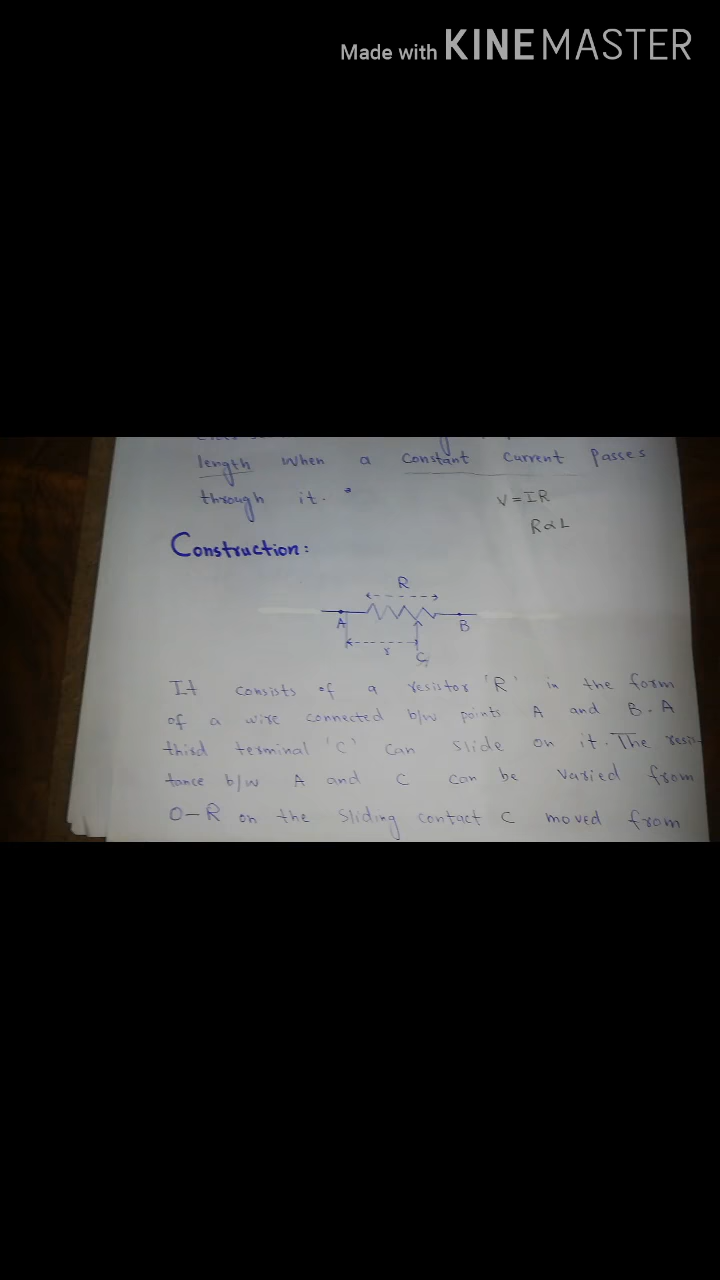 Made with KINEMASTER
length when a constant current Passes
through it. "
V = IR
R∝L
Construction:
R
A
B
r
C
It consists of a resistor 'R' in the form
of a wire connected b/w points A and B. A
third terminal 'C' can slide on it. The resis-
tance b/w A and C can be varied from
O-R on the sliding contact C moved from